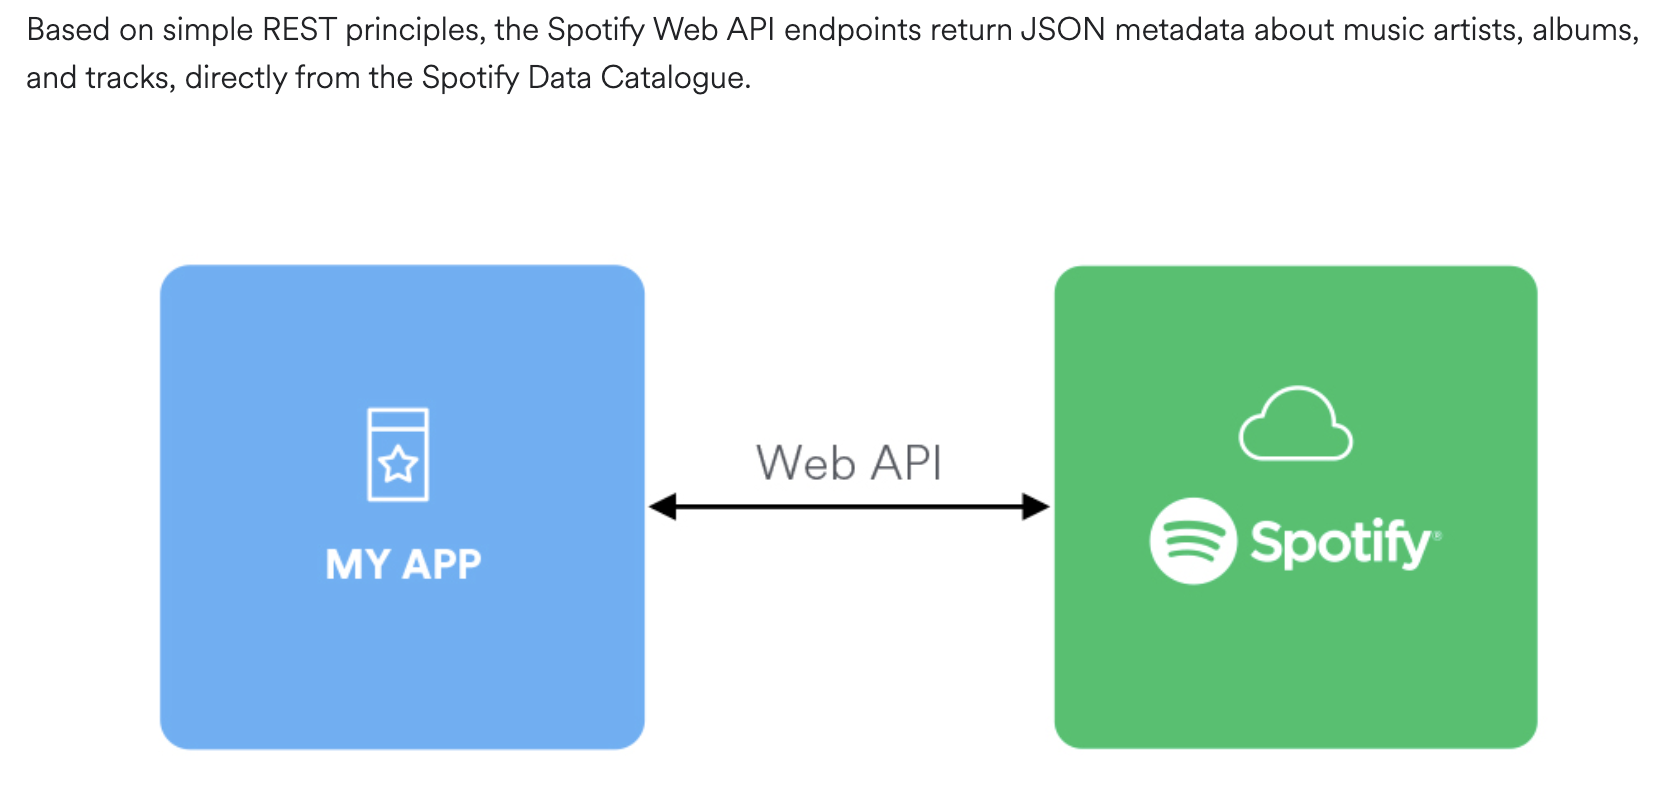 Based on simple REST principles, the Spotify Web API endpoints return JSON metadata about music artists, albums,
and tracks, directly from the Spotify Data Catalogue.
Web API
MY APP
Spotify®